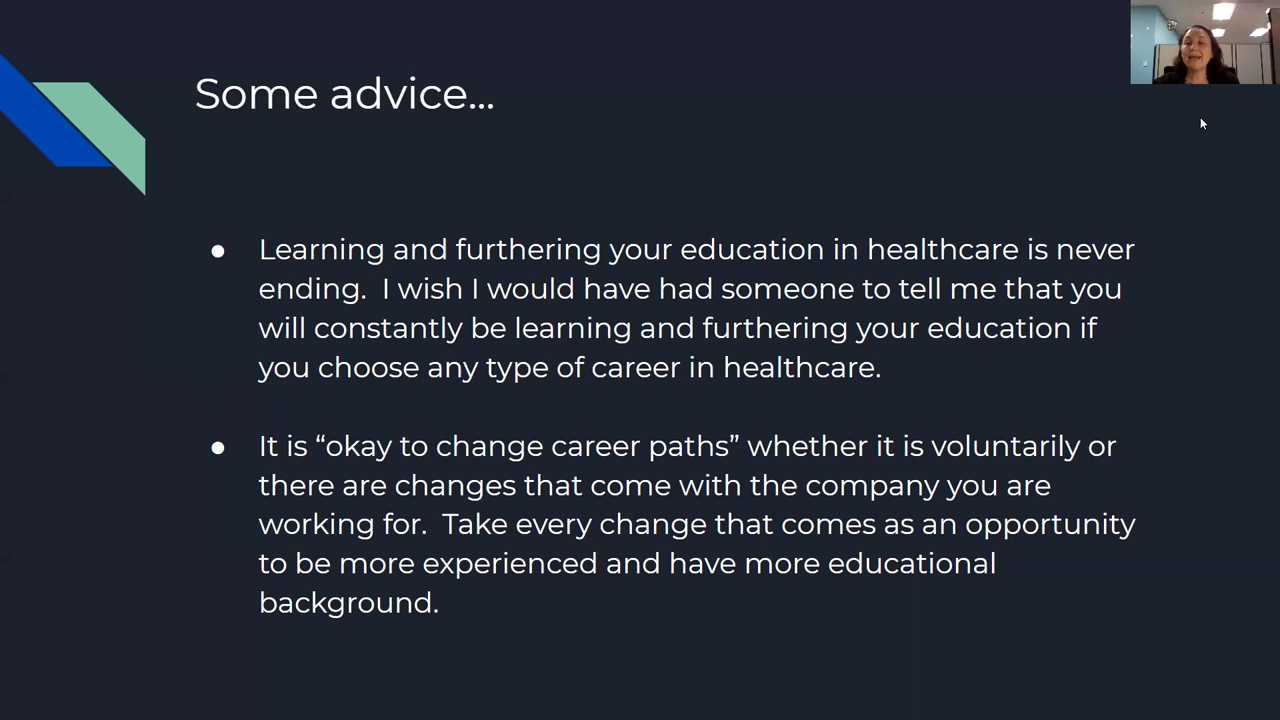 Some advice...
● Learning and furthering your education in healthcare is never
ending.  I wish I would have had someone to tell me that you
will constantly be learning and furthering your education if
you choose any type of career in healthcare.
● It is “okay to change career paths” whether it is voluntarily or
there are changes that come with the company you are
working for.  Take every change that comes as an opportunity
to be more experienced and have more educational
background.